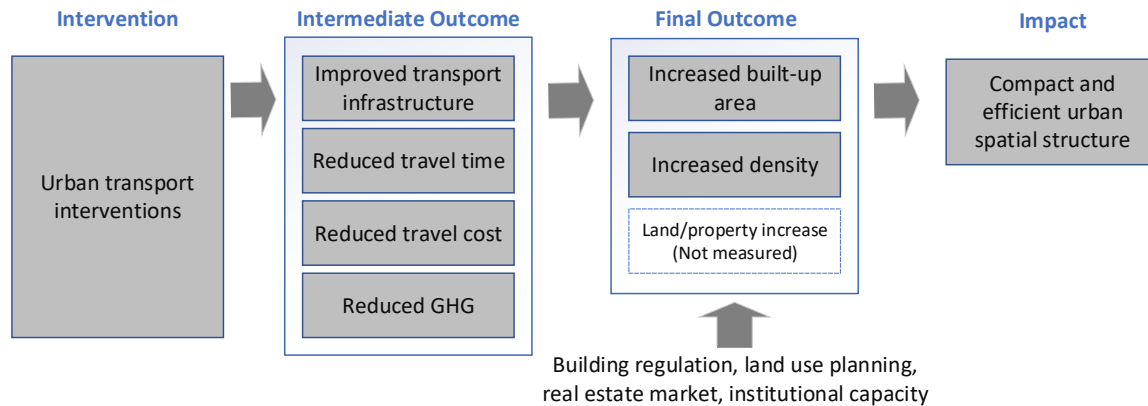 Intervention
Urban transport
interventions
Intermediate Outcome
Improved transport
infrastructure
Reduced travel time
Reduced travel cost
Reduced GHG
Final Outcome
Increased built-up
area
Increased density
Land/property increase
(Not measured)
Building regulation, land use planning,
real estate market, institutional capacity
Impact
Compact and
efficient urban
spatial structure